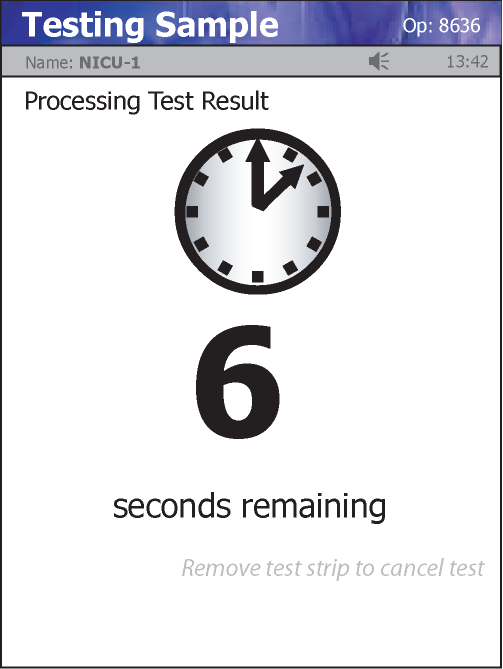 Testing Sample Op: 8636
Name: NICU-1 13:42
Processing Test Result
6
seconds remaining
Remove test strip to cancel test